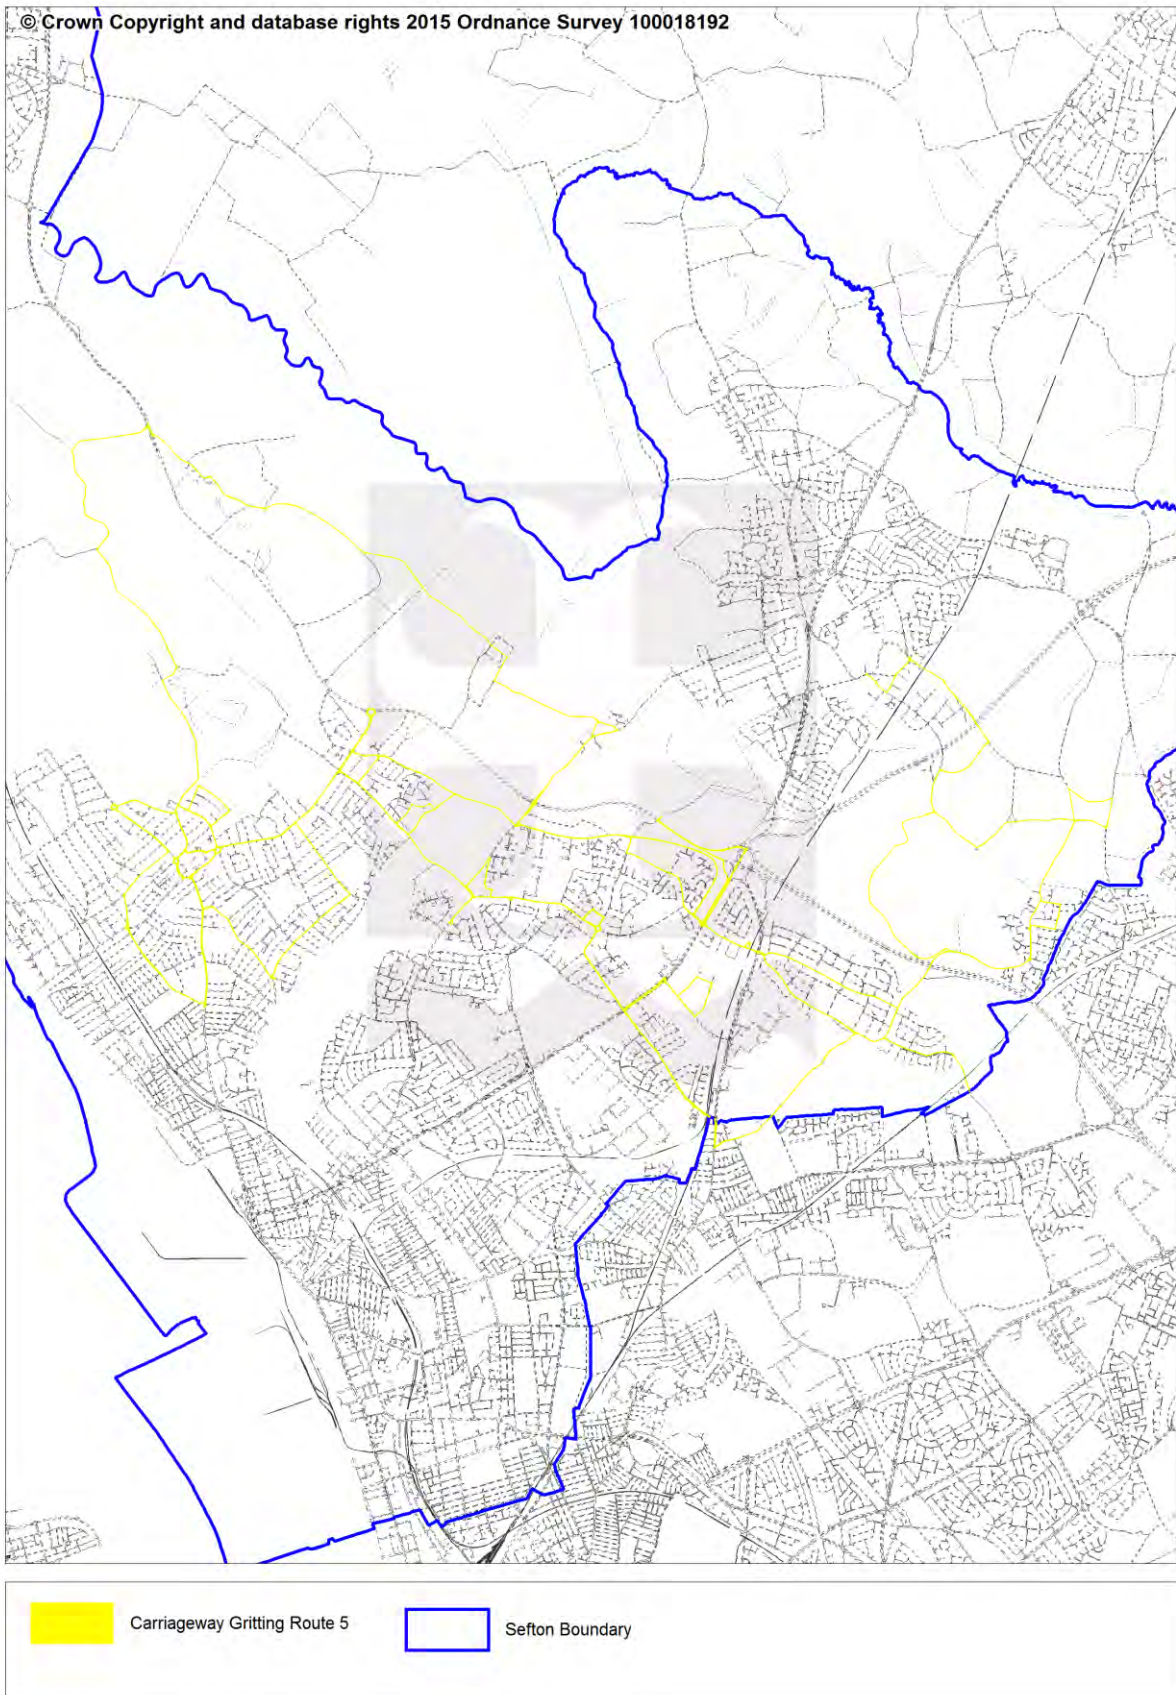 © Crown Copyright and database rights 2015 Ordnance Survey 100018192
Carriageway Gritting Route 5
Sefton Boundary